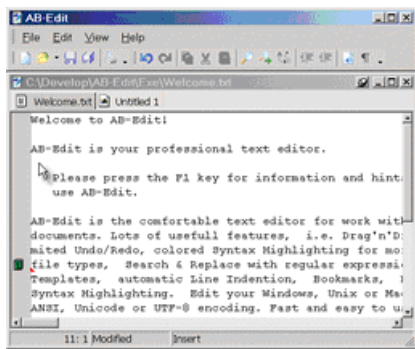 AB-Edit
File Edit View Help
C:\Develop\AB-Edit\Exe\Welcome.txt
Welcome.txt Untitled 1
Welcome to AB-Edit!
AB-Edit is your professional text editor.
Please press the F1 key for information and hint
use AB-Edit.
AB-Edit is the comfortable text editor for work wit
documents. Lots of usefull features, i.e. Drag'n'D
mited Undo/Redo, colored Syntax Highlighting for mo
file types, Search & Replace with regular expressi
Templates, automatic Line Indention, Bookmarks,
Syntax Highlighting. Edit your Windows, Unix or Ma
ANSI, Unicode or UTF-8 encoding. Fast and easy to u
11: 1 Modified Insert